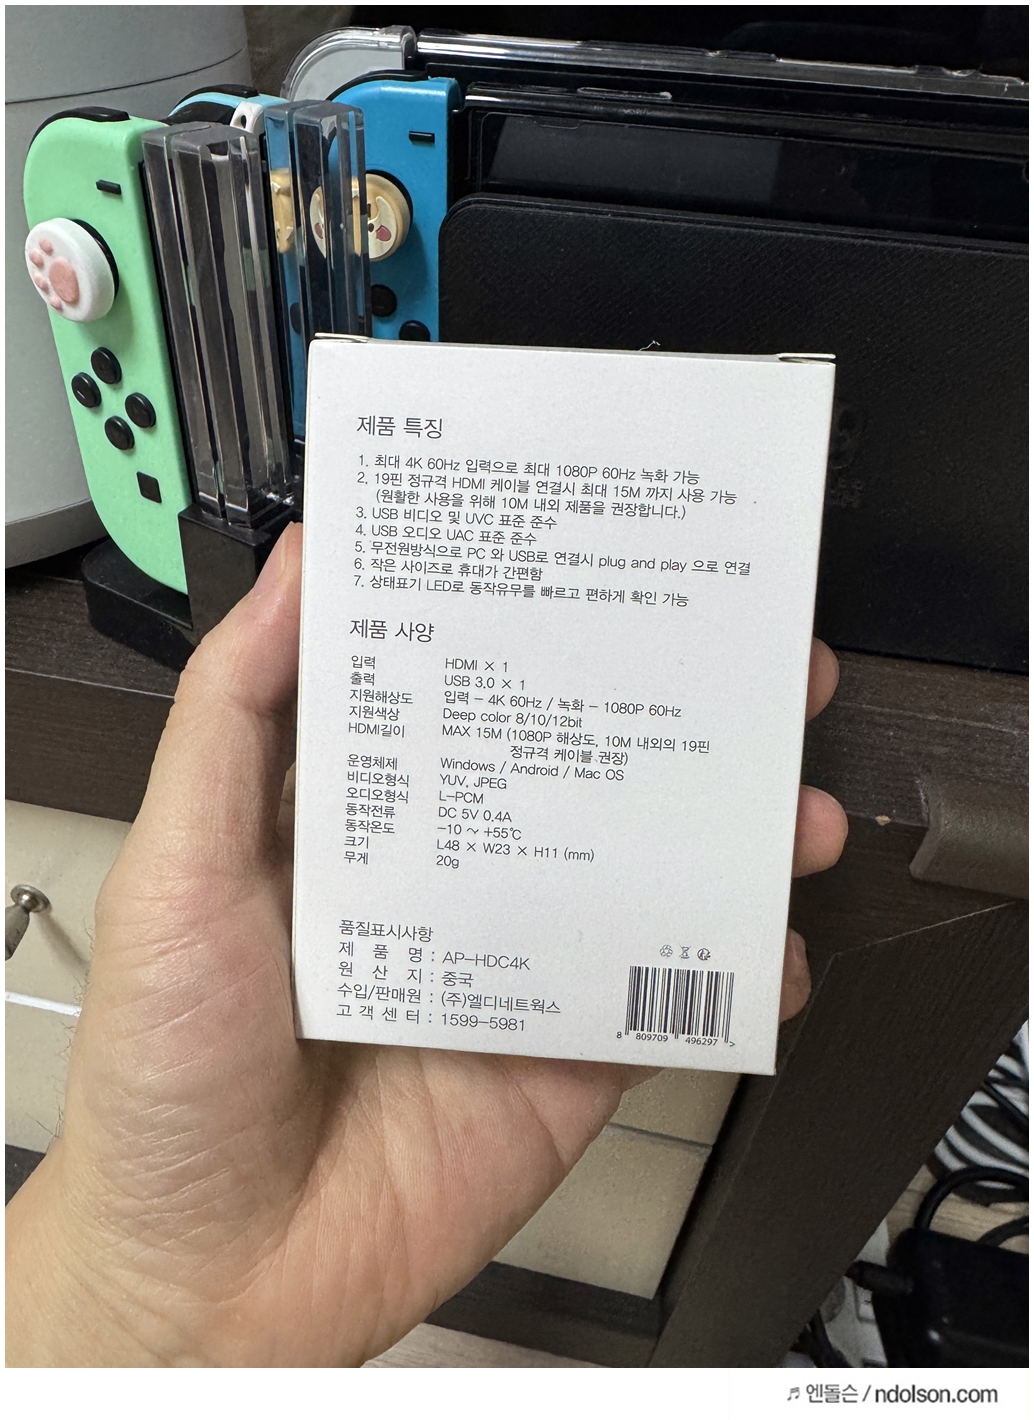 제품 특징
1. 최대 4K 60Hz 입력으로 최대 1080P 60Hz 녹화 가능
2. 19핀 정규격 HDMI 케이블 연결시 최대 15M 까지 사용 가능
(원활한 사용을 위해 10M 내외 제품을 권장합니다.)
3. USB 비디오 및 UVC 표준 준수
4. USB 오디오 UAC 표준 준수
5. 무전원방식으로 PC 와 USB로 연결시 plug and play 으로 연결
6. 작은 사이즈로 휴대가 간편함
7. 상태표기 LED로 동작유무를 빠르고 편하게 확인 가능
제품 사양
입력 HDMI × 1
출력 USB 3.0 × 1
지원해상도 입력 - 4K 60Hz / 녹화 - 1080P 60Hz
지원색상 Deep color 8/10/12bit
HDMI길이 MAX 15M (1080P 해상도, 10M 내외의 19핀
정규격 케이블 권장)
운영체제 Windows / Android / Mac OS
비디오형식 YUV, JPEG
오디오형식 L-PCM
동작전류 DC 5V 0.4A
동작온도 -10 ~ +55℃
크기 L48 × W23 × H11 (mm)
무게 20g
품질표시사항
제 품 명 : AP-HDC4K
원 산 지 : 중국
수입/판매원 : (주)엘디네트웍스
고객센터 : 1599-5981
8 809709 496297 >
♬ 엔돌슨 / ndolson.com